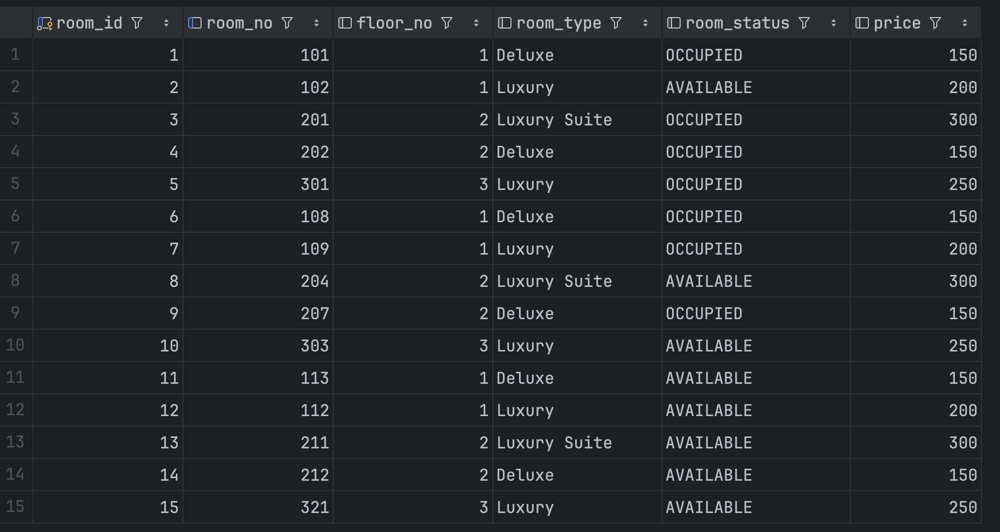 room_id room_no floor_no room_type room_status price
1 1 101 1 Deluxe OCCUPIED 150
2 2 102 1 Luxury AVAILABLE 200
3 3 201 2 Luxury Suite OCCUPIED 300
4 4 202 2 Deluxe OCCUPIED 150
5 5 301 3 Luxury OCCUPIED 250
6 6 108 1 Deluxe OCCUPIED 150
7 7 109 1 Luxury OCCUPIED 200
8 8 204 2 Luxury Suite AVAILABLE 300
9 9 207 2 Deluxe OCCUPIED 150
10 10 303 3 Luxury AVAILABLE 250
11 11 113 1 Deluxe AVAILABLE 150
12 12 112 1 Luxury AVAILABLE 200
13 13 211 2 Luxury Suite AVAILABLE 300
14 14 212 2 Deluxe AVAILABLE 150
15 15 321 3 Luxury AVAILABLE 250